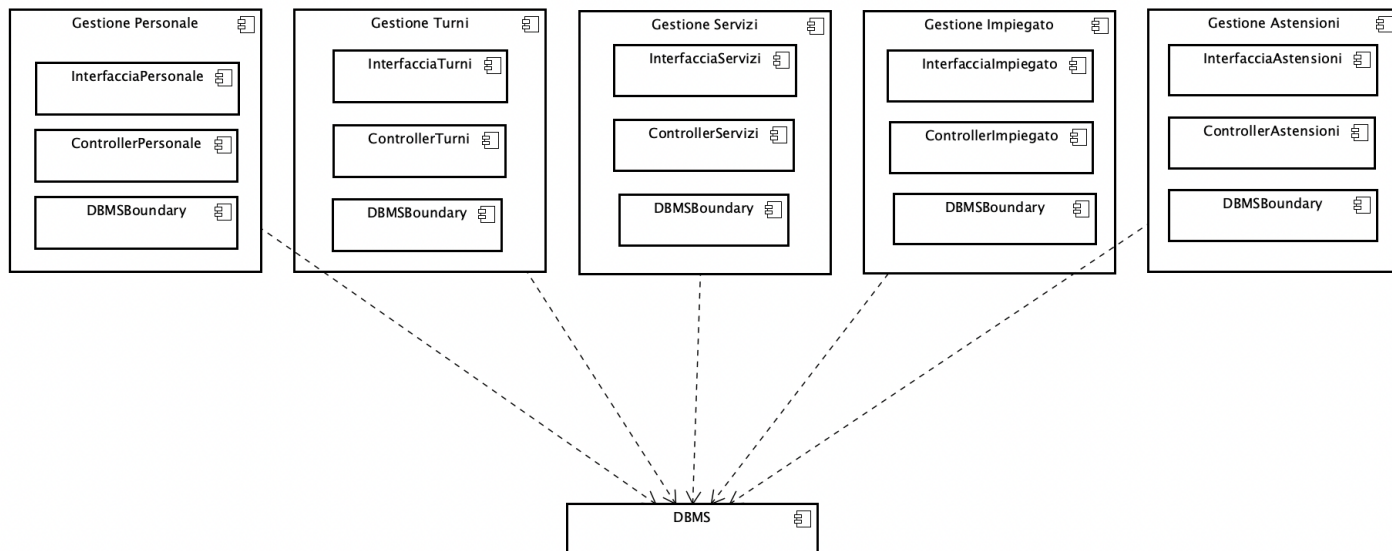 Gestione Personale
InterfacciaPersonale
ControllerPersonale
DBMSBoundary
Gestione Turni
InterfacciaTurni
ControllerTurni
DBMSBoundary
Gestione Servizi
InterfacciaServizi
ControllerServizi
DBMSBoundary
Gestione Impiegato
InterfacciaImpiegato
ControllerImpiegato
DBMSBoundary
Gestione Astensioni
InterfacciaAstensioni
ControllerAstensioni
DBMSBoundary
DBMS